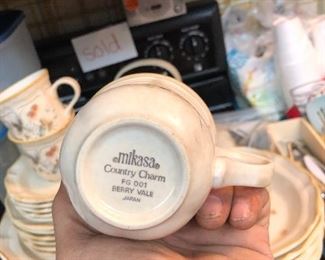 sold
mikasa
Country Charm
FG 001
BERRY VALE
JAPAN